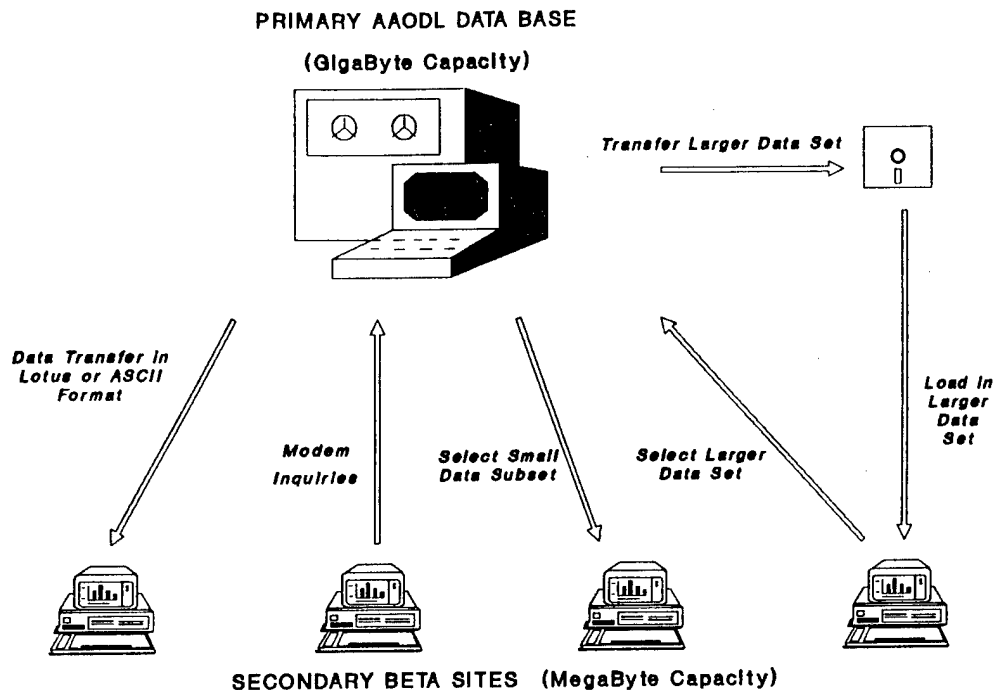 PRIMARY AAODL DATA BASE
(GigaByte Capacity)
Transfer Larger Data Set
Data Transfer in
Lotus or ASCII
Format
Modem
Inquiries
Select Small
Data Subset
Select Larger
Data Set
Load in
Larger
Data
Set
SECONDARY BETA SITES (MegaByte Capacity)